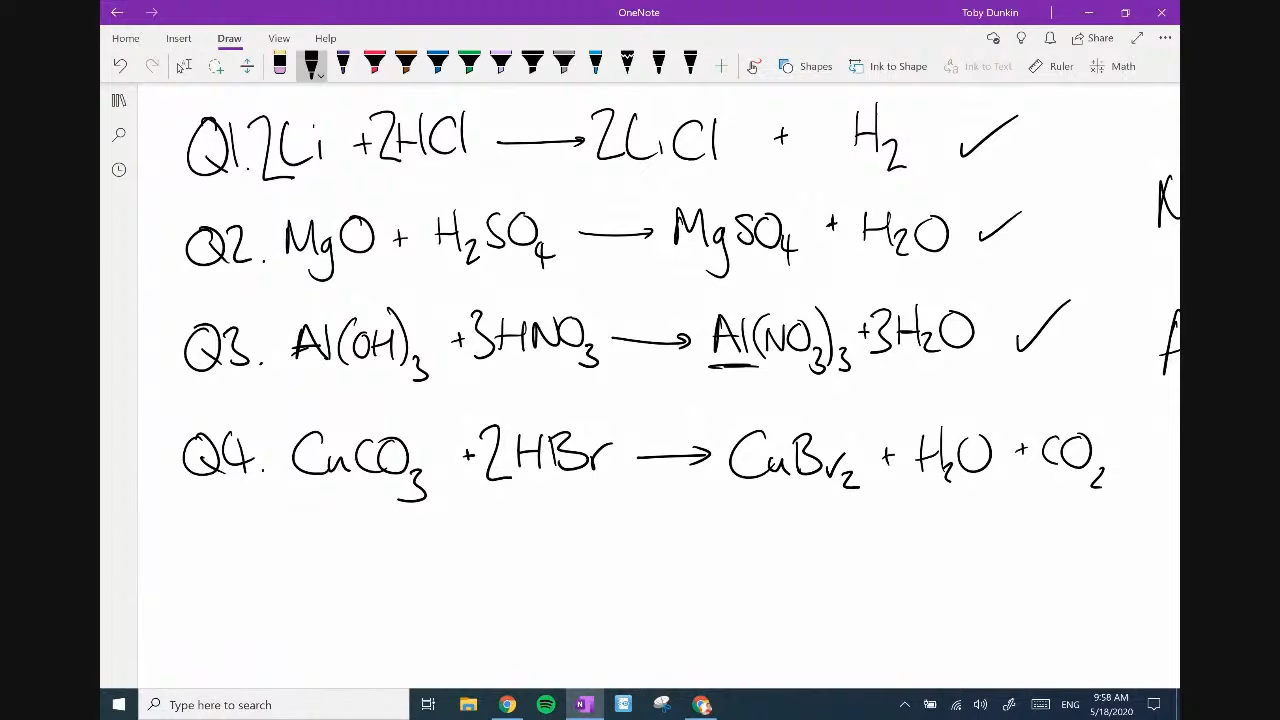 OneNote
Toby Dunkin
Home Insert Draw View Help
Share
Shapes Ink to Shape Ink to Text Ruler Math
Q1. 2Li + 2HCl ⟶ 2LiCl + H₂ ✓
Q2. MgO + H₂SO₄ ⟶ MgSO₄ + H₂O ✓
Q3. Al(OH)₃ + 3HNO₃ ⟶ Al(NO₃)₃ + 3H₂O ✓
Q4. CuCO₃ + 2HBr ⟶ CuBr₂ + H₂O + CO₂
Type here to search
ENG
9:58 AM
5/18/2020